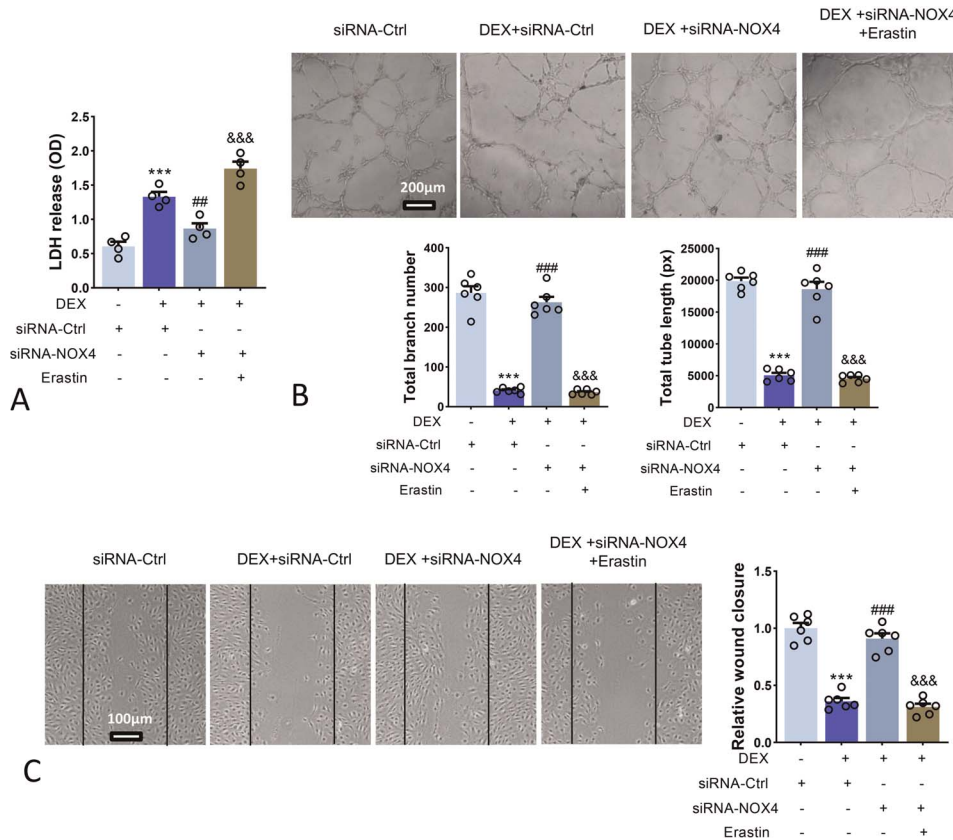 LDH release (OD)
2.5
2.0
1.5
1.0
0.5
0.0
***
##
&&&
DEX - + + +
siRNA-Ctrl + + - -
siRNA-NOX4 - - + +
Erastin - - - +
A
siRNA-Ctrl
DEX+siRNA-Ctrl
DEX +siRNA-NOX4
DEX +siRNA-NOX4
+Erastin
200μm
Total branch number
400
300
200
100
0
***
###
&&&
DEX - + + +
siRNA-Ctrl + + - -
siRNA-NOX4 - - + +
Erastin - - - +
Total tube length (px)
25000
20000
15000
10000
5000
0
***
###
&&&
DEX - + + +
siRNA-Ctrl + + - -
siRNA-NOX4 - - + +
Erastin - - - +
B
siRNA-Ctrl
DEX+siRNA-Ctrl
DEX +siRNA-NOX4
DEX +siRNA-NOX4
+Erastin
100μm
Relative wound closure
1.5
1.0
0.5
0.0
***
###
&&&
DEX - + + +
siRNA-Ctrl + + - -
siRNA-NOX4 - - + +
Erastin - - - +
C